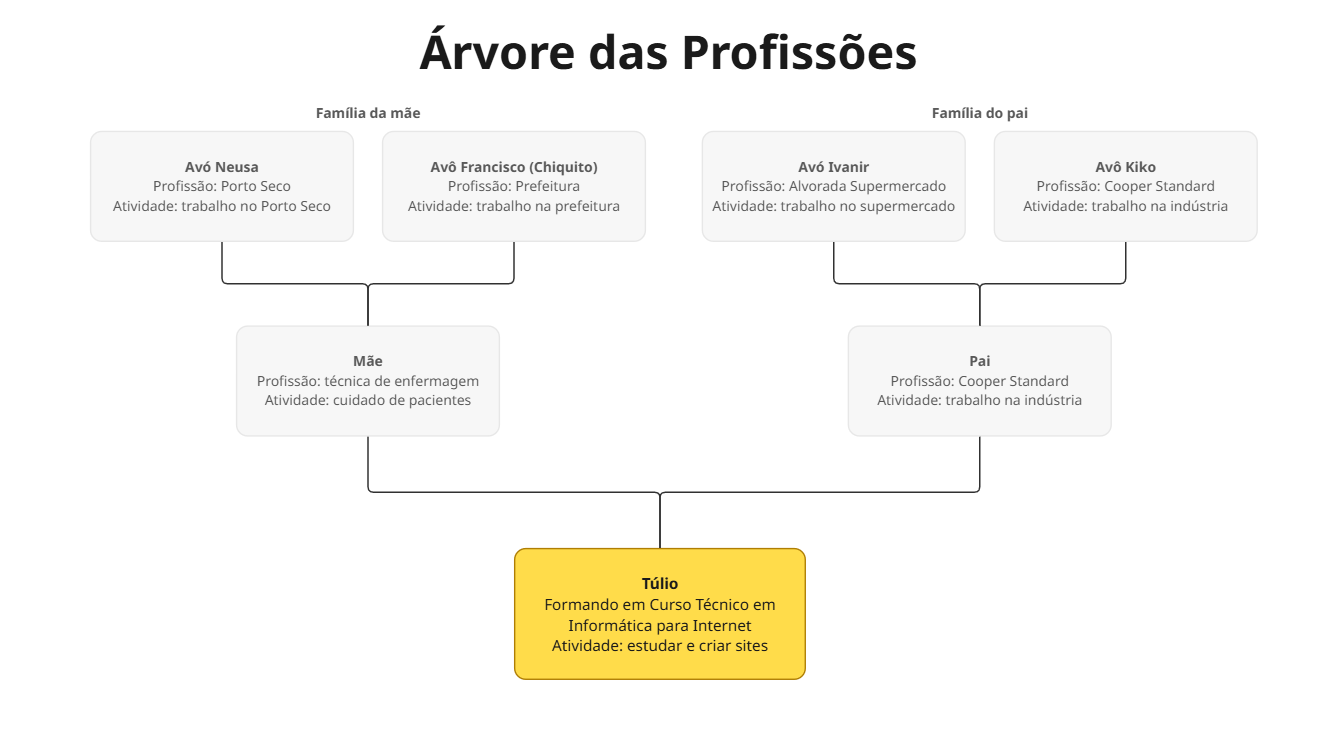 Árvore das Profissões
Família da mãe
Família do pai
Avó Neusa
Profissão: Porto Seco
Atividade: trabalho no Porto Seco
Avô Francisco (Chiquito)
Profissão: Prefeitura
Atividade: trabalho na prefeitura
Avó Ivanir
Profissão: Alvorada Supermercado
Atividade: trabalho no supermercado
Avô Kiko
Profissão: Cooper Standard
Atividade: trabalho na indústria
Mãe
Profissão: técnica de enfermagem
Atividade: cuidado de pacientes
Pai
Profissão: Cooper Standard
Atividade: trabalho na indústria
Túlio
Formando em Curso Técnico em
Informática para Internet
Atividade: estudar e criar sites